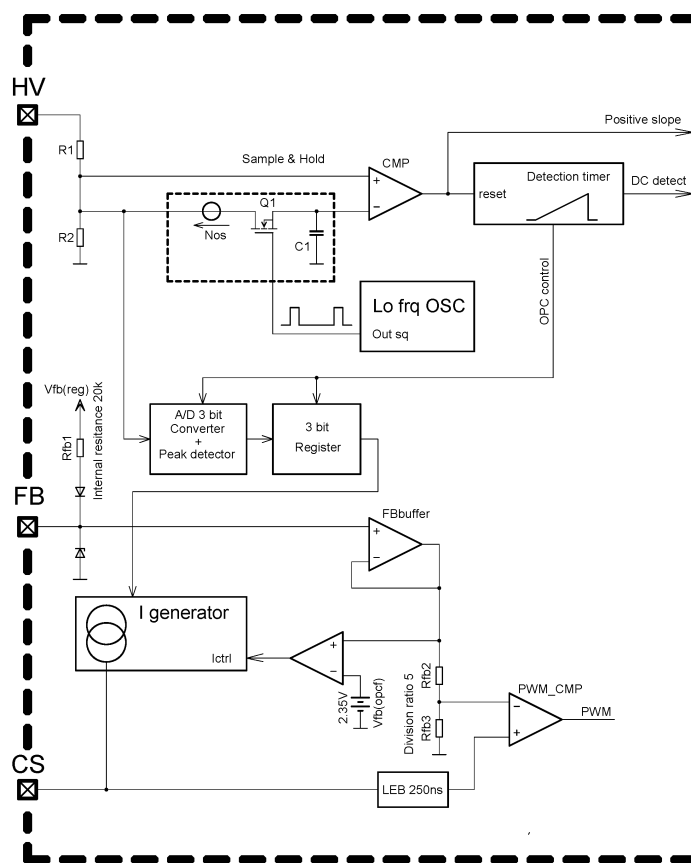 HV
Positive slope
R1
Sample & Hold
CMP
+
−
Detection timer
reset
DC detect
Q1
R2
Nos
C1
OPC control
Lo frq OSC
Out sq
Vfb(reg)
Rfb1
Internal resitance 20k
A/D 3 bit
Converter
+
Peak detector
3 bit
Register
FB
FBbuffer
+
−
I generator
Ictrl
+
−
2.35V
Vfb(opcf)
Rfb2
Division ratio 5
Rfb3
PWM_CMP
−
+
PWM
CS
LEB 250ns